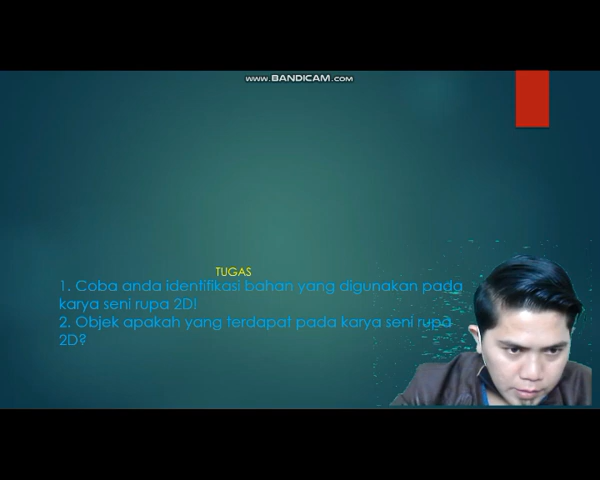 www.BANDICAM.com
TUGAS
1. Coba anda identifikasi bahan yang digunakan pada
karya seni rupa 2D!
2. Objek apakah yang terdapat pada karya seni rupa
2D?